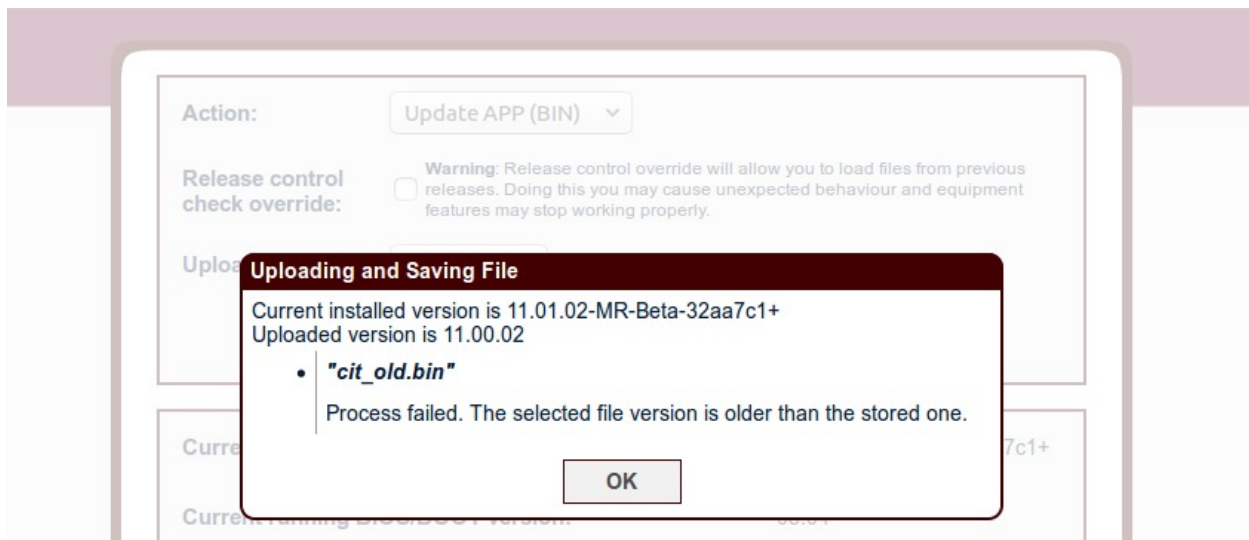 Action:
Update APP (BIN)
Release control
check override:
Warning: Release control override will allow you to load files from previous
releases. Doing this you may cause unexpected behaviour and equipment
features may stop working properly.
Uploading and Saving File
Current installed version is 11.01.02-MR-Beta-32aa7c1+
Uploaded version is 11.00.02
• "cit_old.bin"
Process failed. The selected file version is older than the stored one.
7c1+
OK